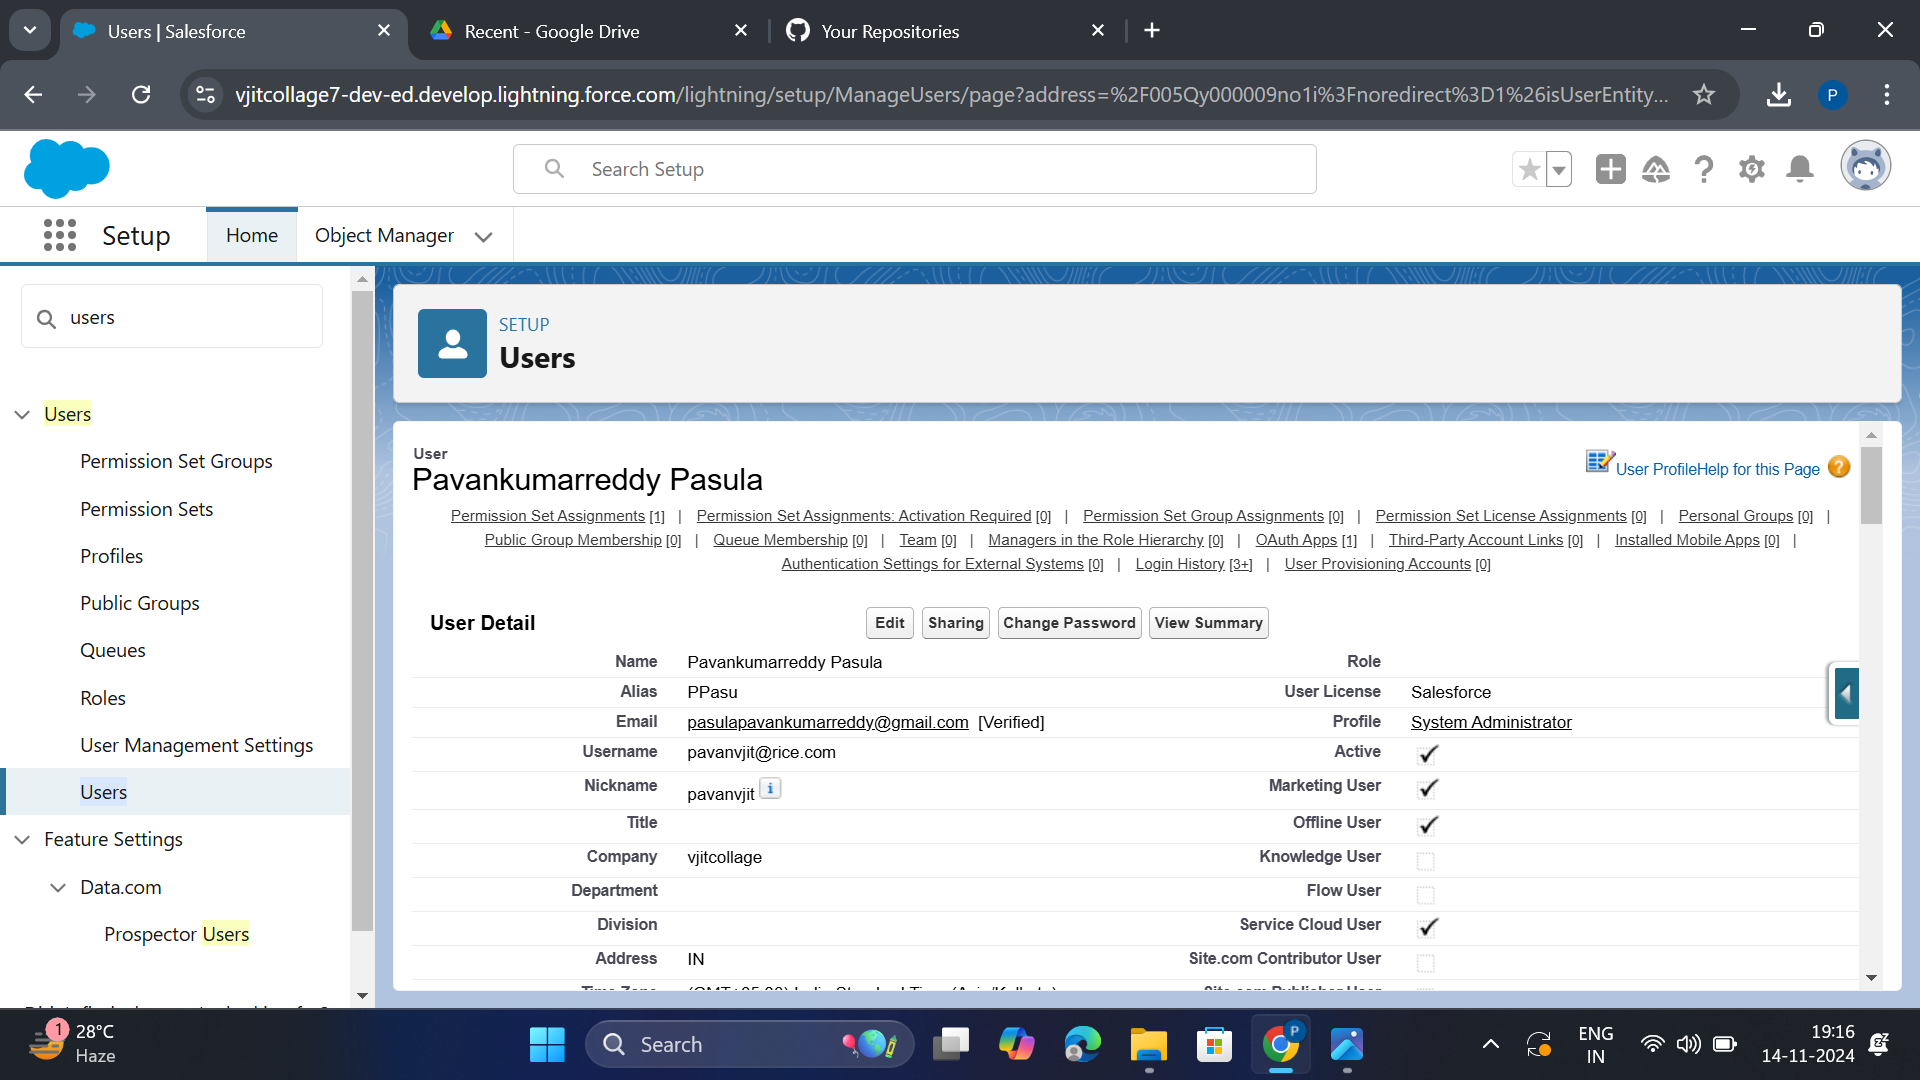 Users | Salesforce
Recent - Google Drive
Your Repositories
vjitcollage7-dev-ed.develop.lightning.force.com/lightning/setup/ManageUsers/page?address=%2F005Qy000009no1i%3Fnoredirect%3D1%26isUserEntity...
P
Search Setup
Setup
Home
Object Manager
users
Users
Permission Set Groups
Permission Sets
Profiles
Public Groups
Queues
Roles
User Management Settings
Users
Feature Settings
Data.com
Prospector Users
SETUP
Users
User
Pavankumarreddy Pasula
User Profile Help for this Page ?
Permission Set Assignments [1] | Permission Set Assignments: Activation Required [0] | Permission Set Group Assignments [0] | Permission Set License Assignments [0] | Personal Groups [0] |
Public Group Membership [0] | Queue Membership [0] | Team [0] | Managers in the Role Hierarchy [0] | OAuth Apps [1] | Third-Party Account Links [0] | Installed Mobile Apps [0] |
Authentication Settings for External Systems [0] | Login History [3+] | User Provisioning Accounts [0]
User Detail
Edit Sharing Change Password View Summary
Name Pavankumarreddy Pasula Role
Alias PPasu User License Salesforce
Email pasulapavankumarreddy@gmail.com [Verified] Profile System Administrator
Username pavanvjit@rice.com Active
Nickname pavanvjit i Marketing User
Title Offline User
Company vjitcollage Knowledge User
Department Flow User
Division Service Cloud User
Address IN Site.com Contributor User
1
28°C
Haze
Search
P
ENG
IN
19:16
14-11-2024